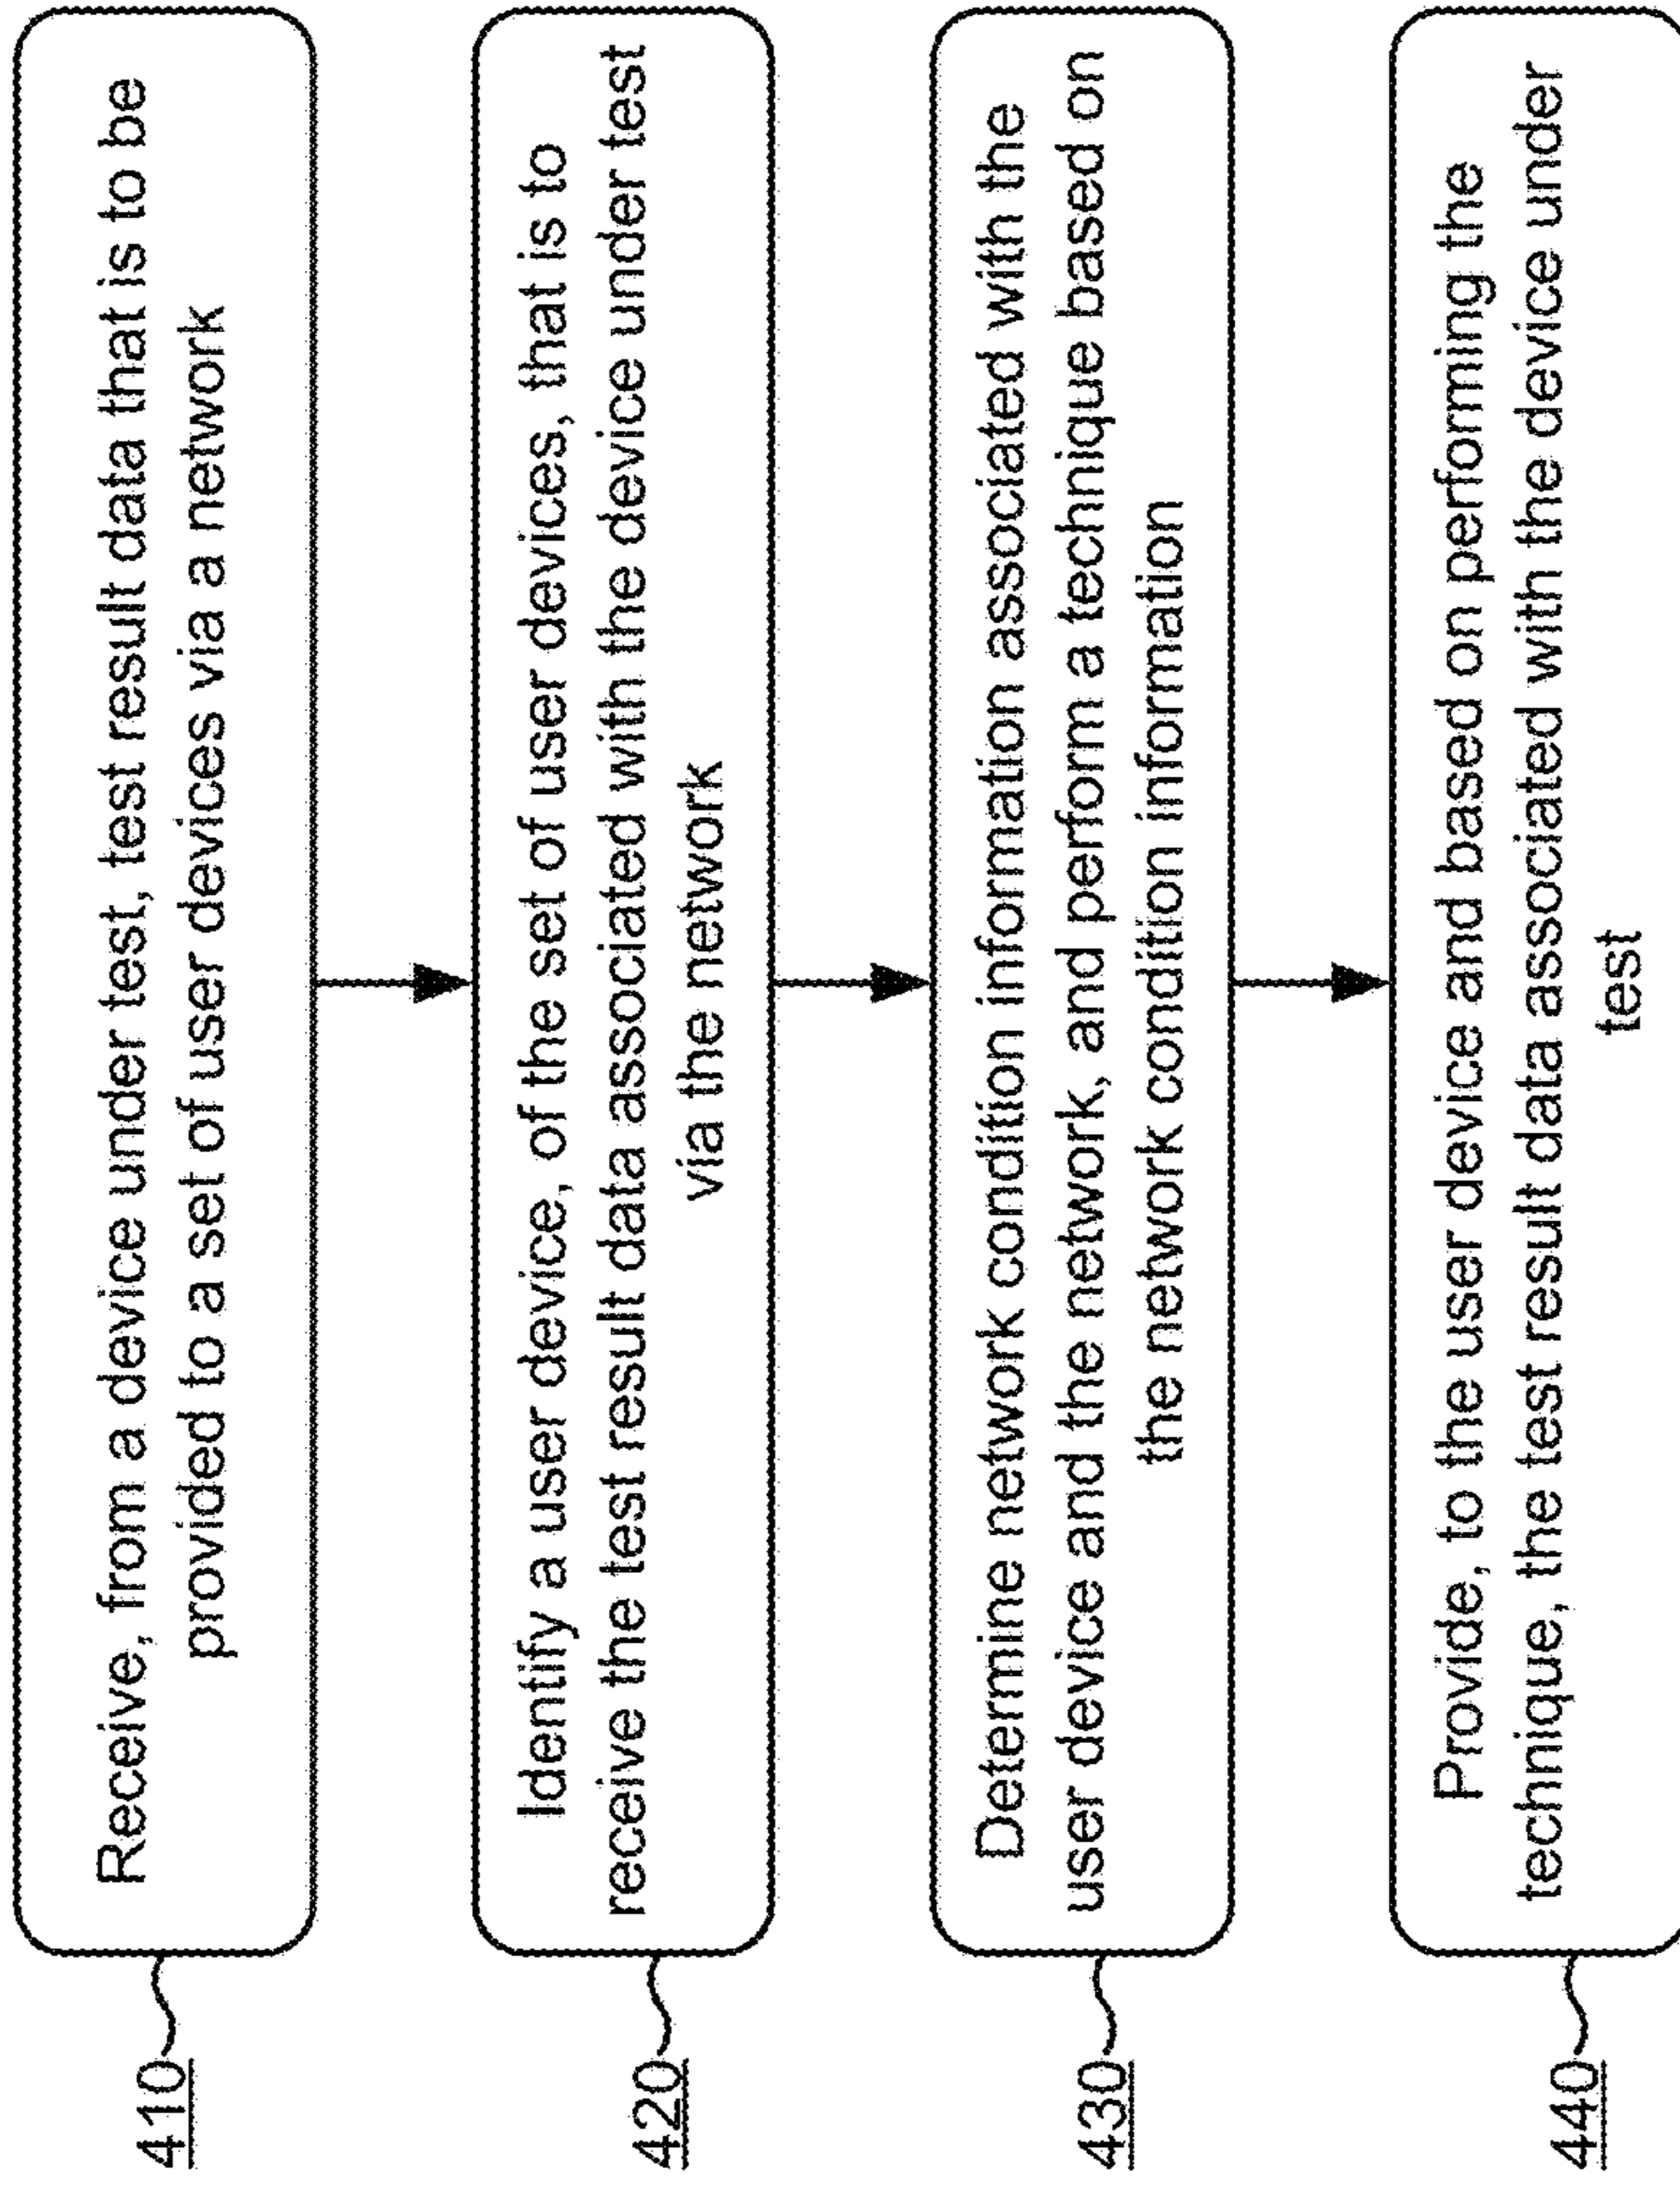 410
Receive, from a device under test, test result data that is to be
provided to a set of user devices via a network
420
Identify a user device, of the set of user devices, that is to
receive the test result data associated with the device under test
via the network
430
Determine network condition information associated with the
user device and the network, and perform a technique based on
the network condition information
440
Provide, to the user device and based on performing the
technique, the test result data associated with the device under
test